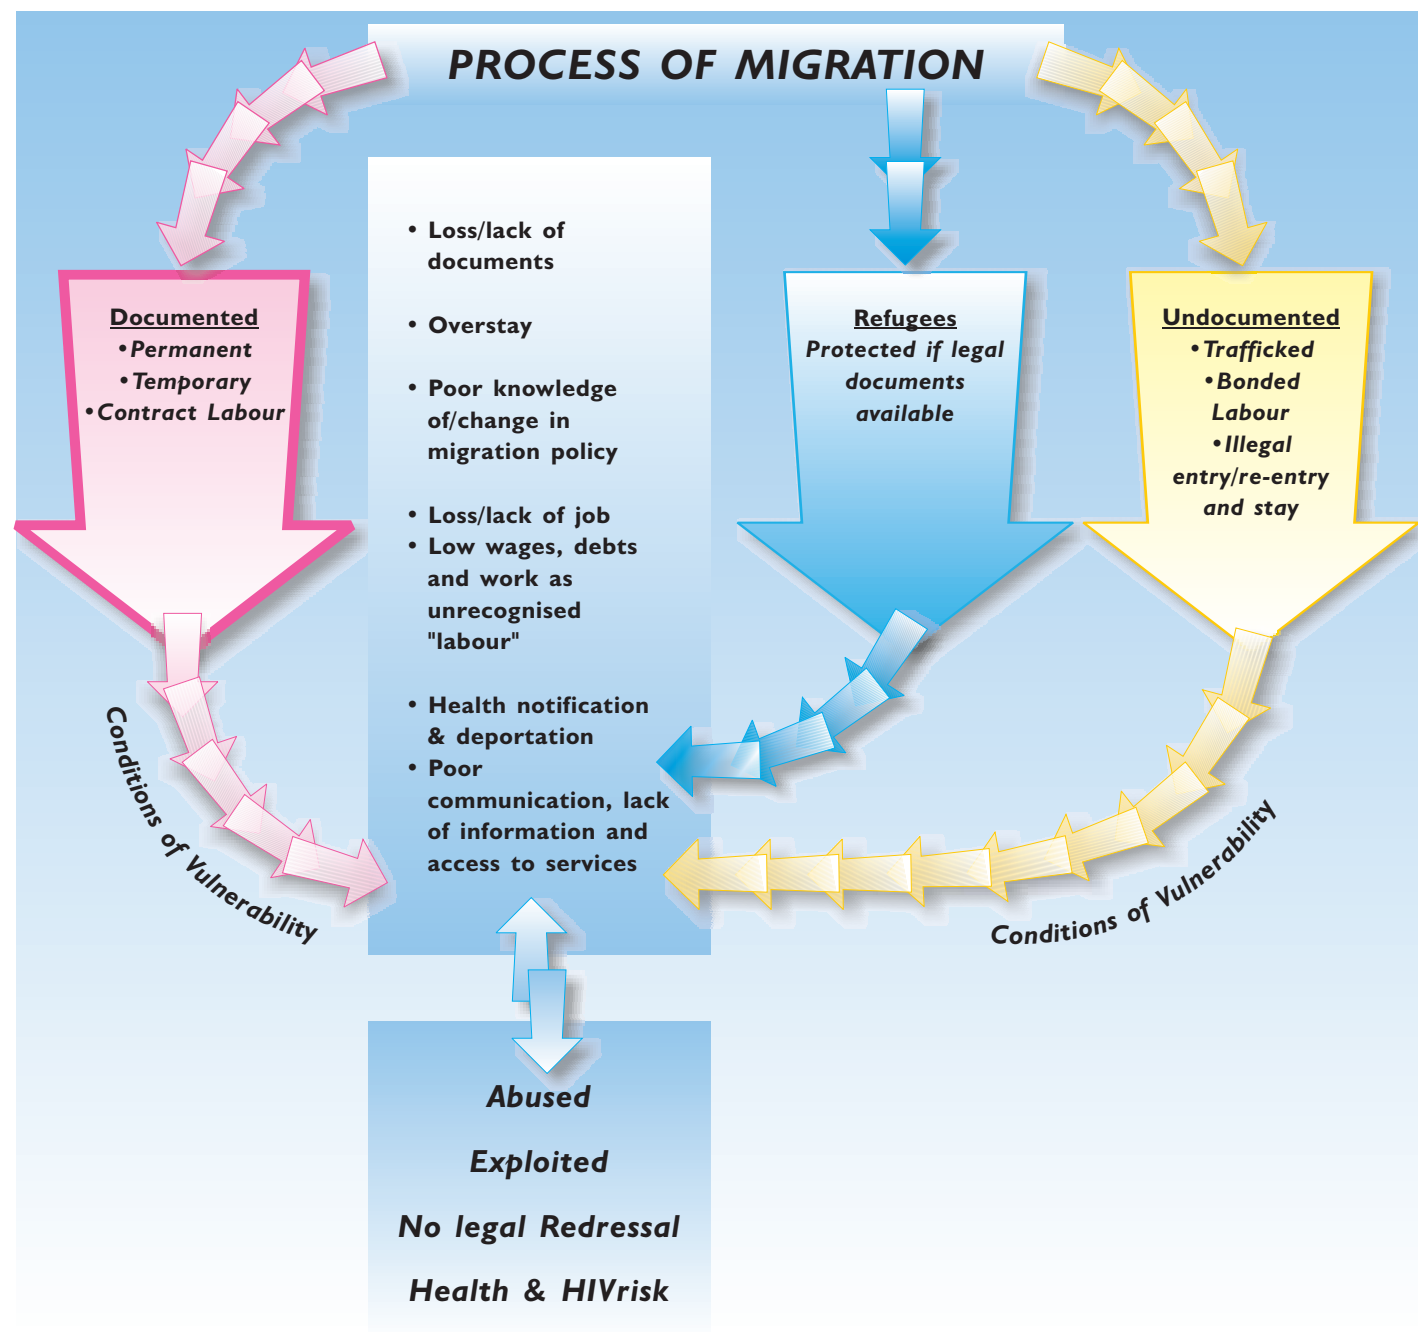 PROCESS OF MIGRATION
Documented
•Permanent
•Temporary
•Contract Labour
• Loss/lack of
documents
• Overstay
• Poor knowledge
of/change in
migration policy
• Loss/lack of job
• Low wages, debts
and work as
unrecognised
"labour"
• Health notification
& deportation
• Poor
communication, lack
of information and
access to services
Refugees
Protected if legal
documents
available
Undocumented
•Trafficked
•Bonded
Labour
•Illegal
entry/re-entry
and stay
Conditions of Vulnerability
Conditions of Vulnerability
Abused
Exploited
No legal Redressal
Health & HIVrisk